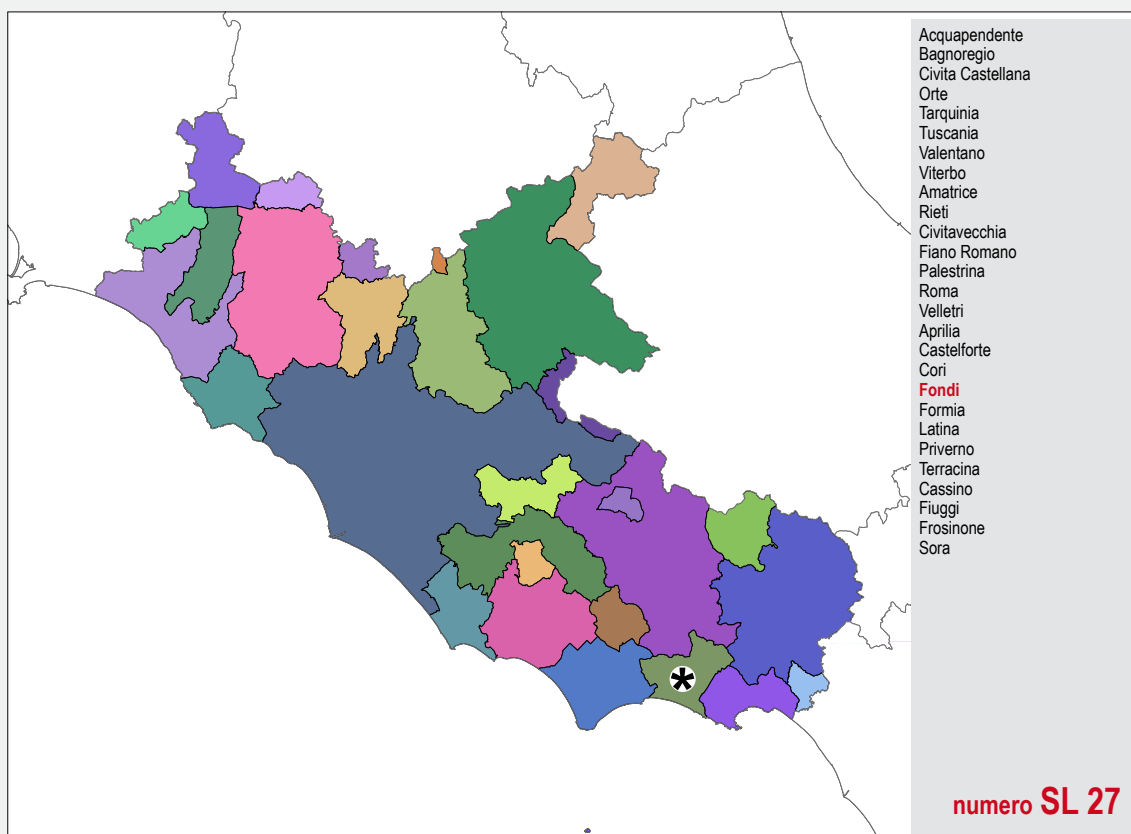 Acquapendente
Bagnoregio
Civita Castellana
Orte
Tarquinia
Tuscania
Valentano
Viterbo
Amatrice
Rieti
Civitavecchia
Fiano Romano
Palestrina
Roma
Velletri
Aprilia
Castelforte
Cori
Fondi
Formia
Latina
Priverno
Terracina
Cassino
Fiuggi
Frosinone
Sora
numero SL 27